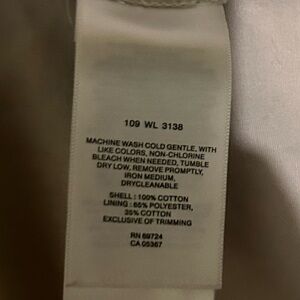 109 WL 3138
MACHINE WASH COLD GENTLE, WITH
LIKE COLORS, NON-CHLORINE
BLEACH WHEN NEEDED, TUMBLE
DRY LOW, REMOVE PROMPTLY,
IRON MEDIUM,
DRYCLEANABLE
SHELL : 100% COTTON
LINING : 65% POLYESTER,
35% COTTON
EXCLUSIVE OF TRIMMING
RN 69724
CA 05367